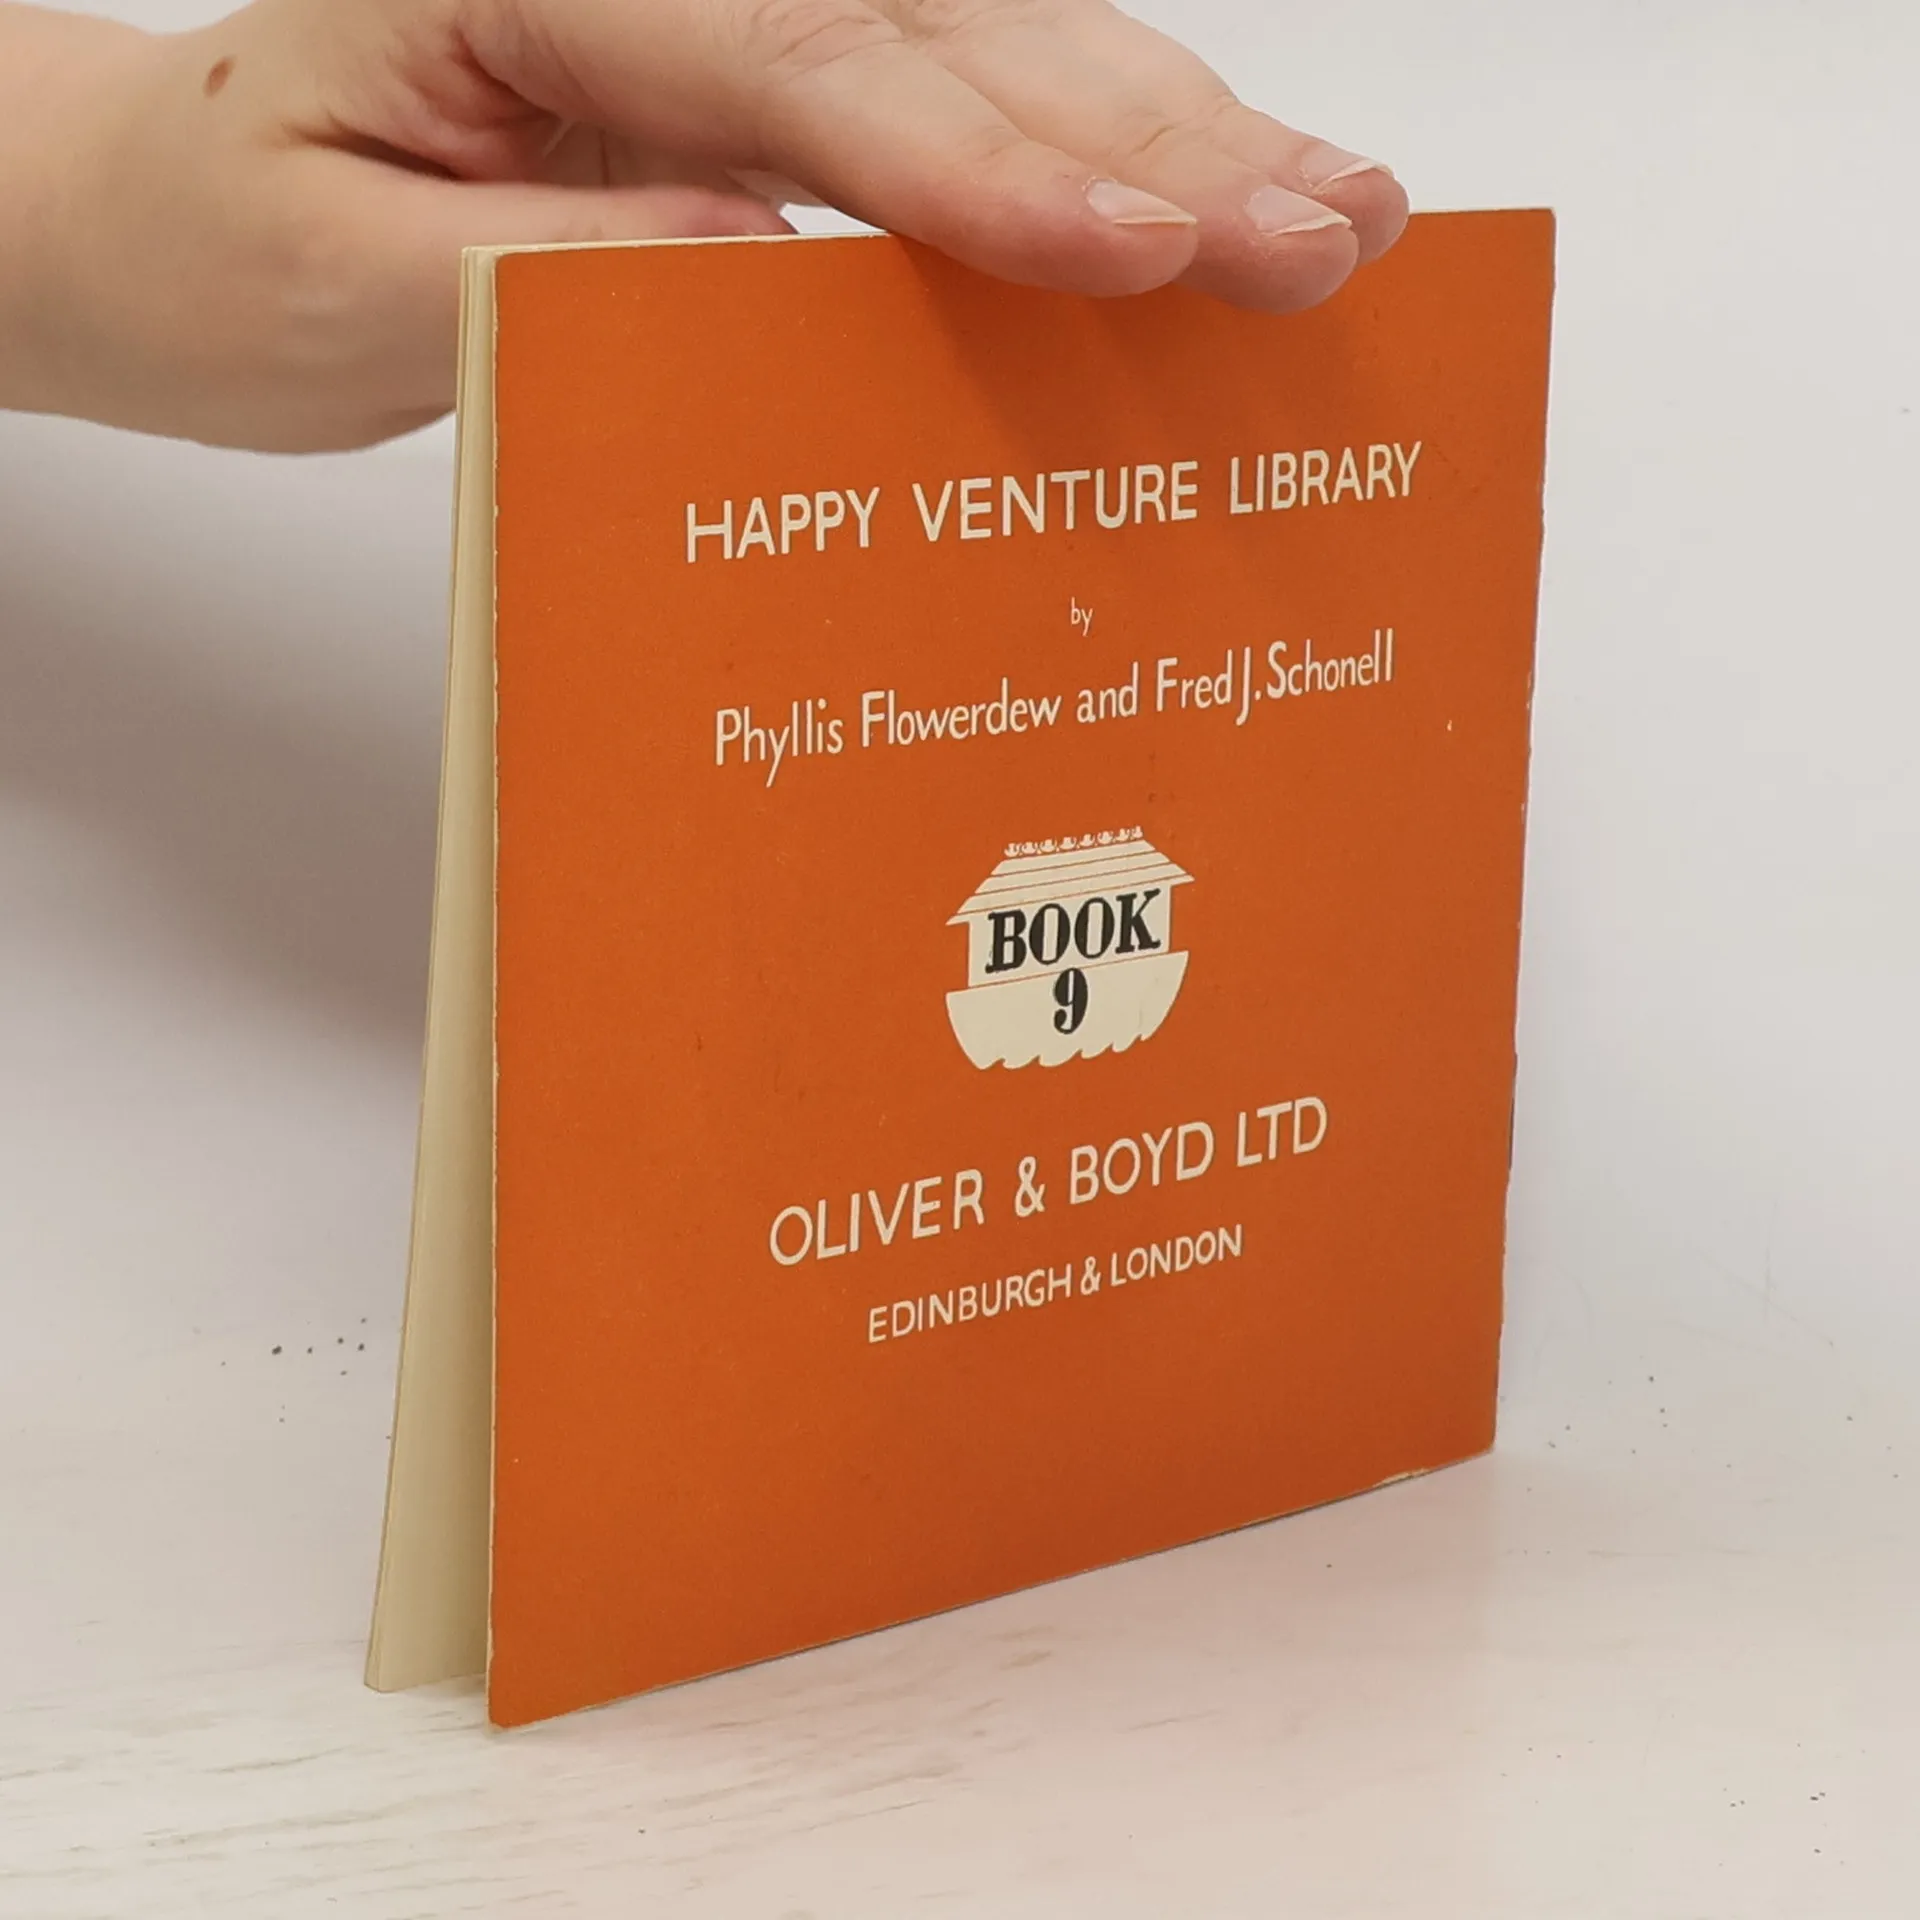 HAPPY VENTURE LIBRARY
by
Phyllis Flowerdew and Fred J. Schonell
BOOK
9
OLIVER & BOYD LTD
EDINBURGH & LONDON